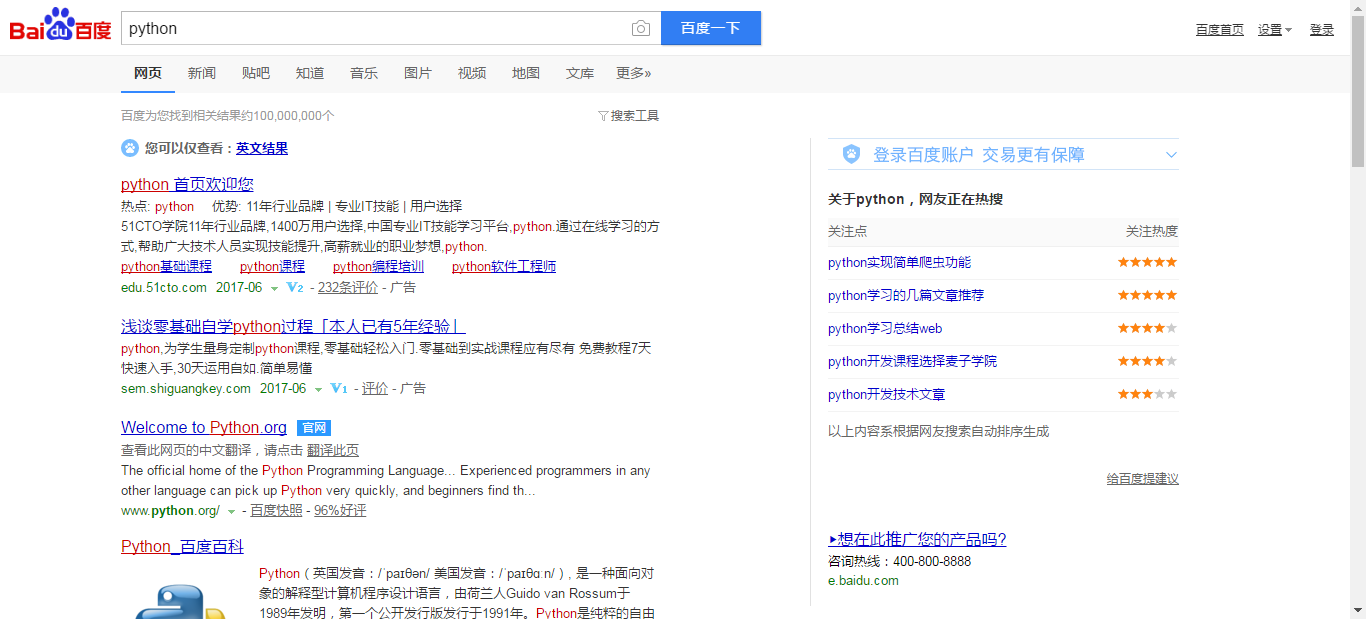 Bai du 百度
python
百度一下
百度首页 设置 登录
网页 新闻 贴吧 知道 音乐 图片 视频 地图 文库 更多»
百度为您找到相关结果约100,000,000个
搜索工具
您可以仅查看：英文结果
python 首页欢迎您
热点: python 优势: 11年行业品牌 | 专业IT技能 | 用户选择
51CTO学院11年行业品牌,1400万用户选择,中国专业IT技能学习平台,python.通过在线学习的方
式,帮助广大技术人员实现技能提升,高薪就业的职业梦想,python.
python基础课程 python课程 python编程培训 python软件工程师
edu.51cto.com 2017-06 V2 - 232条评价 - 广告
浅谈零基础自学python过程「本人已有5年经验」
python,为学生量身定制python课程,零基础轻松入门.零基础到实战课程应有尽有 免费教程7天
快速入手,30天运用自如.简单易懂
sem.shiguangkey.com 2017-06 V1 - 评价 - 广告
Welcome to Python.org 官网
查看此网页的中文翻译，请点击 翻译此页
The official home of the Python Programming Language... Experienced programmers in any
other language can pick up Python very quickly, and beginners find th...
www.python.org/ - 百度快照 - 96%好评
Python_百度百科
Python（英国发音：/ˈpaɪθən/ 美国发音：/ˈpaɪθɑːn/）, 是一种面向对
象的解释型计算机程序设计语言，由荷兰人Guido van Rossum于
1989年发明，第一个公开发行版发行于1991年。Python是纯粹的自由
登录百度账户 交易更有保障
关于python，网友正在热搜
关注点 关注热度
python实现简单爬虫功能
python学习的几篇文章推荐
python学习总结web
python开发课程选择麦子学院
python开发技术文章
以上内容系根据网友搜索自动排序生成
给百度提建议
想在此推广您的产品吗?
咨询热线：400-800-8888
e.baidu.com